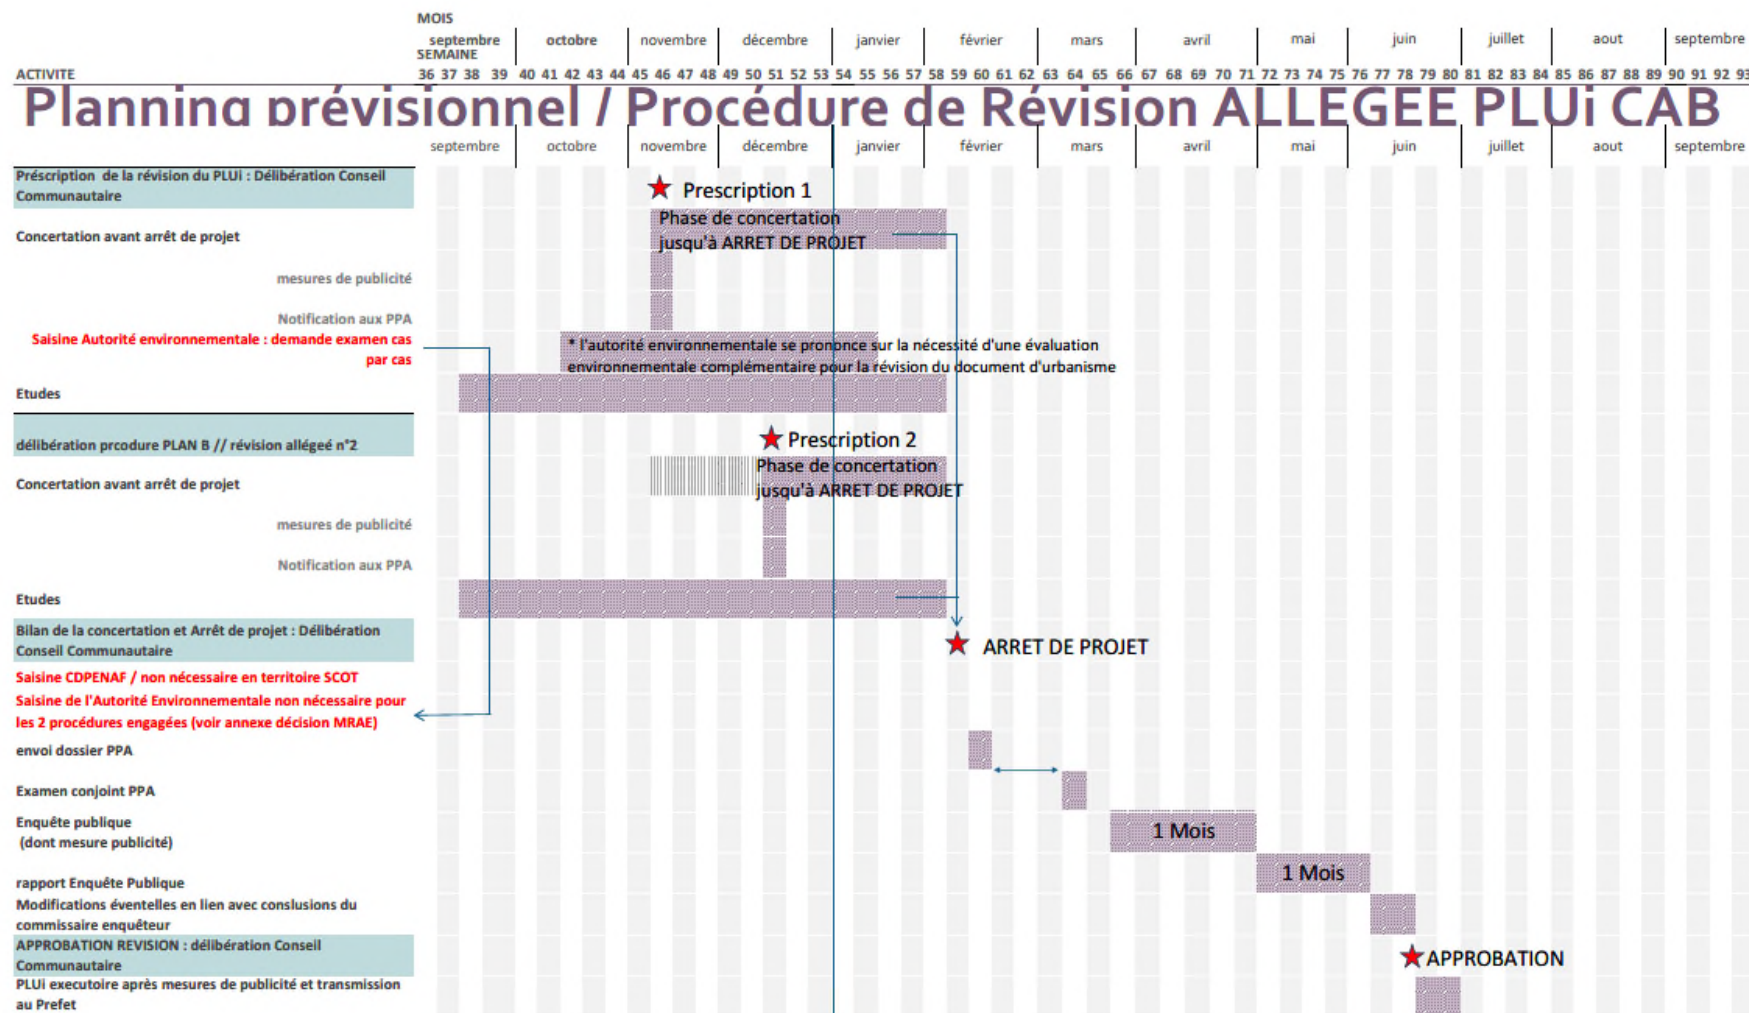 MOIS
septembre octobre novembre décembre janvier février mars avril mai juin juillet aout septembre
SEMAINE
ACTIVITE 36 37 38 39 40 41 42 43 44 45 46 47 48 49 50 51 52 53 54 55 56 57 58 59 60 61 62 63 64 65 66 67 68 69 70 71 72 73 74 75 76 77 78 79 80 81 82 83 84 85 86 87 88 89 90 91 92 93
Planning prévisionnel / Procédure de Révision ALLEGEE PLUi CAB
septembre octobre novembre décembre janvier février mars avril mai juin juillet aout septembre
Préscription de la révision du PLUi : Délibération Conseil
Communautaire
Prescription 1
Concertation avant arrêt de projet
Phase de concertation
jusqu'à ARRET DE PROJET
mesures de publicité
Notification aux PPA
Saisine Autorité environnementale : demande examen cas
par cas
* l'autorité environnementale se prononce sur la nécessité d'une évaluation
environnementale complémentaire pour la révision du document d'urbanisme
Etudes
délibération prcodure PLAN B // révision allégeé n°2
Prescription 2
Concertation avant arrêt de projet
Phase de concertation
jusqu'à ARRET DE PROJET
mesures de publicité
Notification aux PPA
Etudes
Bilan de la concertation et Arrêt de projet : Délibération
Conseil Communautaire
ARRET DE PROJET
Saisine CDPENAF / non nécessaire en territoire SCOT
Saisine de l'Autorité Environnementale non nécessaire pour
les 2 procédures engagées (voir annexe décision MRAE)
envoi dossier PPA
Examen conjoint PPA
Enquête publique
(dont mesure publicité)
1 Mois
rapport Enquête Publique
1 Mois
Modifications éventelles en lien avec conslusions du
commissaire enquêteur
APPROBATION REVISION : délibération Conseil
Communautaire
APPROBATION
PLUi executoire après mesures de publicité et transmission
au Prefet